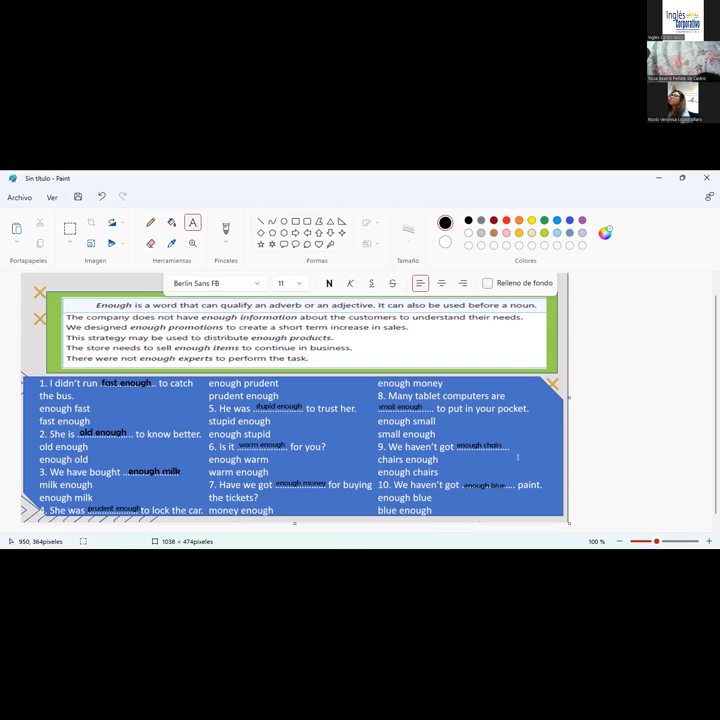 Inglés
Corporativo
Inglés Corporativo
Sin título - Paint
Archivo Ver
Portapapeles Imagen Herramientas Pinceles Formas Tamaño Colores
A
Berlin Sans FB 11 N K S S Relleno de fondo
Enough is a word that can qualify an adverb or an adjective. It can also be used before a noun.
The company does not have enough information about the customers to understand their needs.
We designed enough promotions to create a short term increase in sales.
This strategy may be used to distribute enough products.
The store needs to sell enough items to continue in business.
There were not enough experts to perform the task.
1. I didn't run fast enough to catch
the bus.
enough fast
fast enough
2. She is old enough to know better.
old enough
enough old
3. We have bought enough milk
milk enough
enough milk
4. She was prudent enough to lock the car.
enough prudent
prudent enough
5. He was stupid enough to trust her.
stupid enough
enough stupid
6. Is it warm enough for you?
enough warm
warm enough
7. Have we got enough money for buying
the tickets?
money enough
enough money
8. Many tablet computers are
small enough to put in your pocket.
enough small
small enough
9. We haven't got enough chairs
chairs enough
enough chairs
10. We haven't got enough blue paint.
enough blue
blue enough
950, 364píxeles 1038 × 474píxeles 100 %